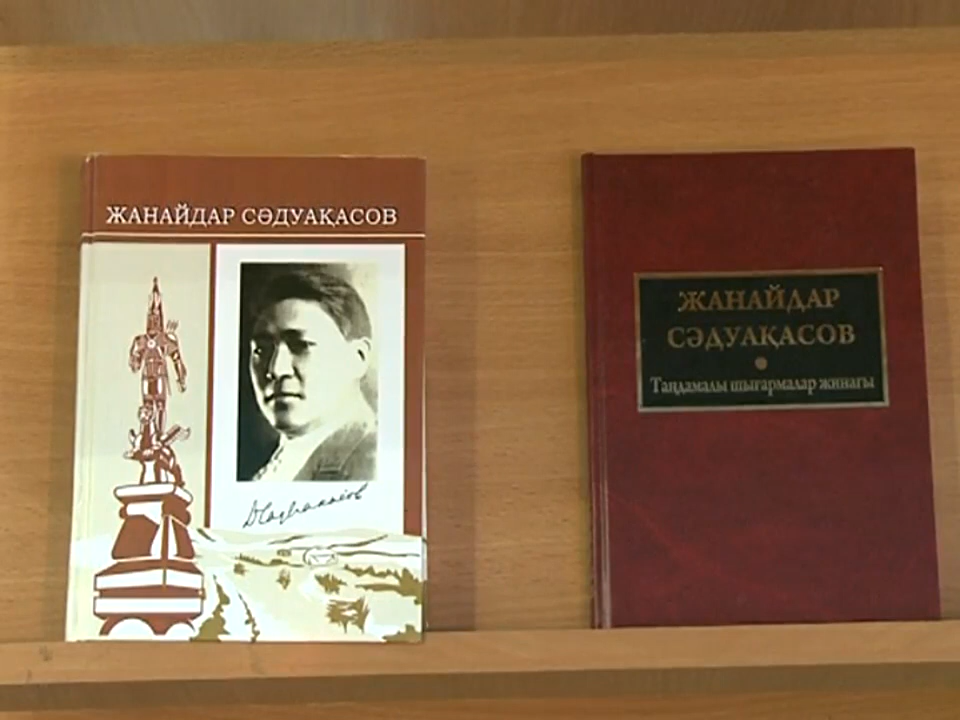 ЖАНАЙДАР СӘДУАҚАСОВ
ЖАНАЙДАР
СӘДУАҚАСОВ
Таңдамалы шығармалар жинағы